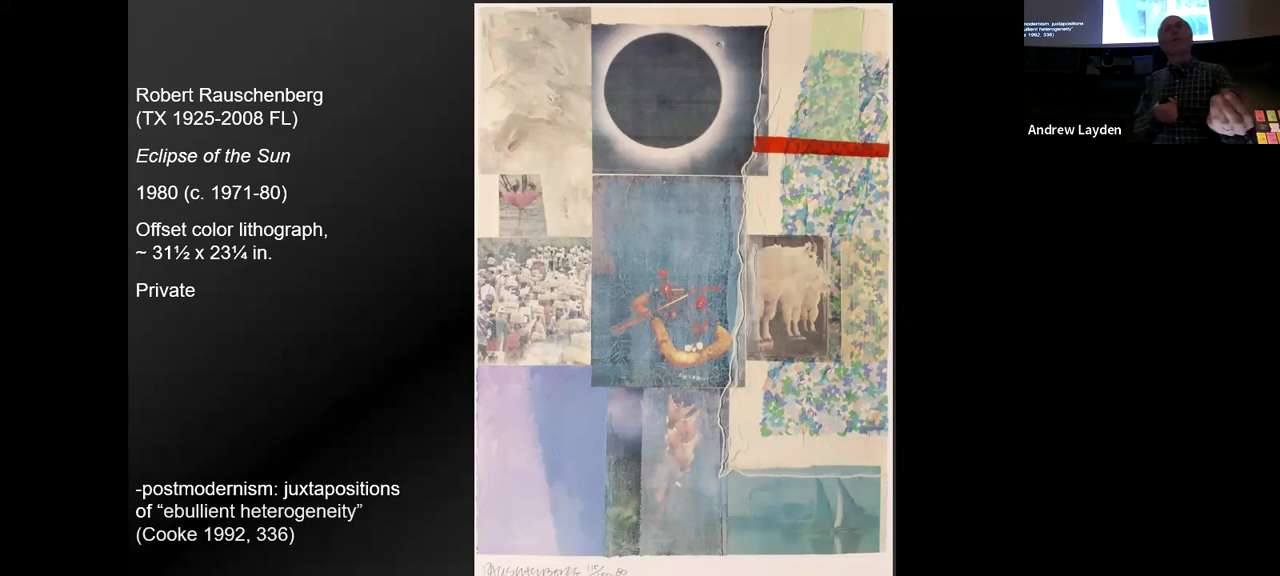 Robert Rauschenberg
(TX 1925-2008 FL)
Eclipse of the Sun
1980 (c. 1971-80)
Offset color lithograph,
~ 31½ x 23¼ in.
Private
-postmodernism: juxtapositions
of “ebullient heterogeneity”
(Cooke 1992, 336)
RAUSCHENBERG
Andrew Layden